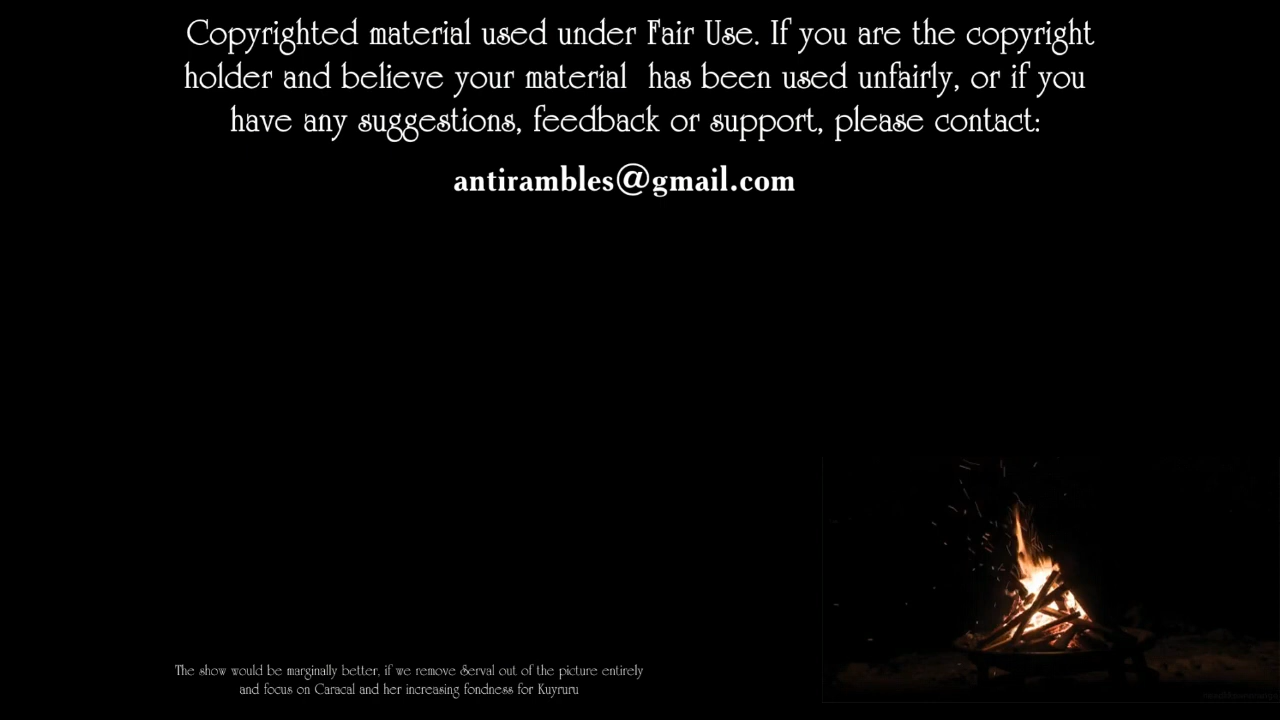 Copyrighted material used under Fair Use. If you are the copyright
holder and believe your material has been used unfairly, or if you
have any suggestions, feedback or support, please contact:
antirambles@gmail.com
The show would be marginally better, if we remove Serval out of the picture entirely
and focus on Caracal and her increasing fondness for Kuyruru